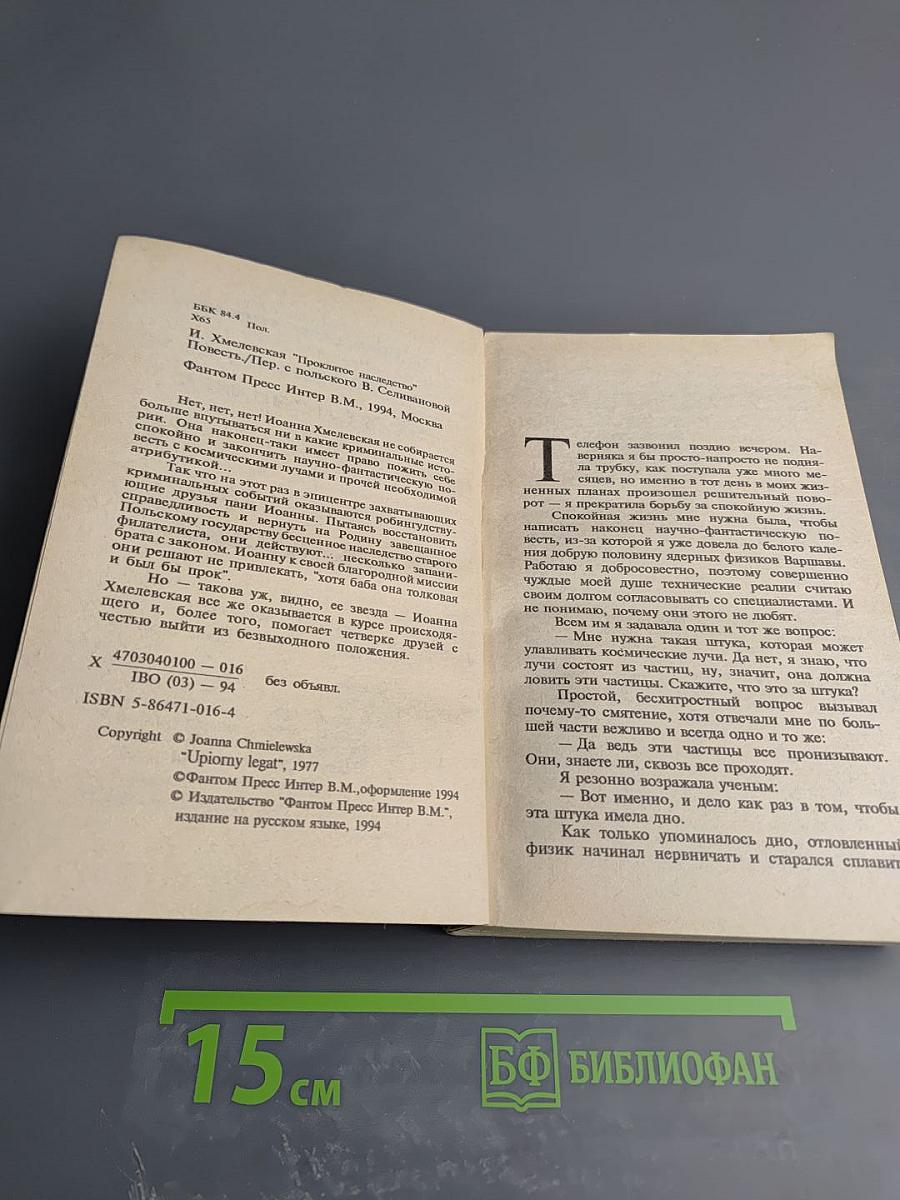 ББК 84.4 Пол.
Х65
И. Хмелевская "Проклятое наследство"
Повесть./Пер. с польского В. Селивановой
Фантом Пресс Интер В.М., 1994, Москва
Нет, нет, нет! Иоанна Хмелевская не собирается
больше впутываться ни в какие криминальные исто-
рии. Она наконец-таки имеет право пожить себе
спокойно и закончить научно-фантастическую по-
весть с космическими лучами и прочей необходимой
атрибутикой...
Так что на этот раз в эпицентре захватывающих
криминальных событий оказываются робингудству-
ющие друзья пани Иоанны. Пытаясь восстановить
справедливость и вернуть на Родину завещанное
Польскому государству бесценное наследство старого
филателиста, они действуют... несколько запани-
брата с законом. Иоанну к своей благородной миссии
они решают не привлекать, "хотя баба она толковая
и был бы прок".
Но — такова уж, видно, ее звезда — Иоанна
Хмелевская все же оказывается в курсе происходя-
щего и, более того, помогает четверке друзей с
честью выйти из безвыходного положения.
Х 4703040100 — 016
IBO (03) — 94 без объявл.
ISBN 5-86471-016-4
Copyright © Joanna Chmielewska
"Upiorny legat", 1977
©Фантом Пресс Интер В.М.,оформление 1994
© Издательство "Фантом Пресс Интер В.М.",
издание на русском языке, 1994
Телефон зазвонил поздно вечером. На-
верняка я бы просто-напросто не подня-
ла трубку, как поступала уже много ме-
сяцев, но именно в тот день в моих жиз-
ненных планах произошел решительный пово-
рот — я прекратила борьбу за спокойную жизнь.
Спокойная жизнь мне нужна была, чтобы
написать наконец научно-фантастическую по-
весть, из-за которой я уже довела до белого кале-
ния добрую половину ядерных физиков Варшавы.
Работаю я добросовестно, поэтому совершенно
чуждые моей душе технические реалии считаю
своим долгом согласовывать со специалистами. И
не понимаю, почему они этого не любят.
Всем им я задавала один и тот же вопрос:
— Мне нужна такая штука, которая может
улавливать космические лучи. Да нет, я знаю, что
лучи состоят из частиц, ну, значит, она должна
ловить эти частицы. Скажите, что это за штука?
Простой, бесхитростный вопрос вызывал
почему-то смятение, хотя отвечали мне по боль-
шей части вежливо и всегда одно и то же:
— Да ведь эти частицы все пронизывают.
Они, знаете ли, сквозь все проходят.
Я резонно возражала ученым:
— Вот именно, и дело как раз в том, чтобы
эта штука имела дно.
Как только упоминалось дно, отловленный
физик начинал нервничать и старался сплавит
15 см
БФ БИБЛИОФАН